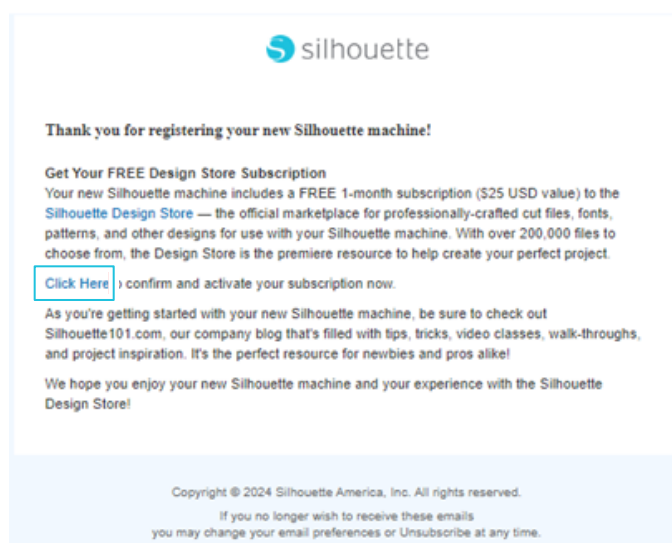 silhouette
Thank you for registering your new Silhouette machine!
Get Your FREE Design Store Subscription
Your new Silhouette machine includes a FREE 1-month subscription ($25 USD value) to the
Silhouette Design Store — the official marketplace for professionally-crafted cut files, fonts,
patterns, and other designs for use with your Silhouette machine. With over 200,000 files to
choose from, the Design Store is the premiere resource to help create your perfect project.
Click Here confirm and activate your subscription now.
As you're getting started with your new Silhouette machine, be sure to check out
Silhouette101.com, our company blog that's filled with tips, tricks, video classes, walk-throughs,
and project inspiration. It's the perfect resource for newbies and pros alike!
We hope you enjoy your new Silhouette machine and your experience with the Silhouette
Design Store!
Copyright © 2024 Silhouette America, Inc. All rights reserved.
If you no longer wish to receive these emails
you may change your email preferences or Unsubscribe at any time.